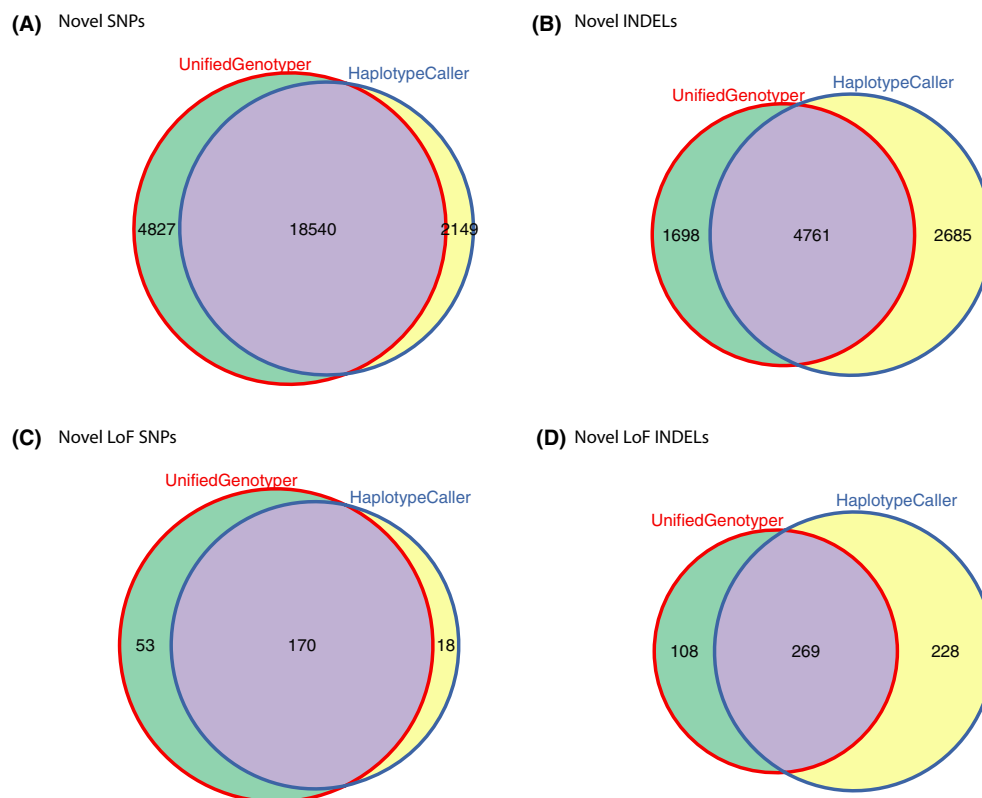 (A) Novel SNPs
UnifiedGenotyper
HaplotypeCaller
4827
18540
2149
(B) Novel INDELs
UnifiedGenotyper
HaplotypeCaller
1698
4761
2685
(C) Novel LoF SNPs
UnifiedGenotyper
HaplotypeCaller
53
170
18
(D) Novel LoF INDELs
UnifiedGenotyper
HaplotypeCaller
108
269
228